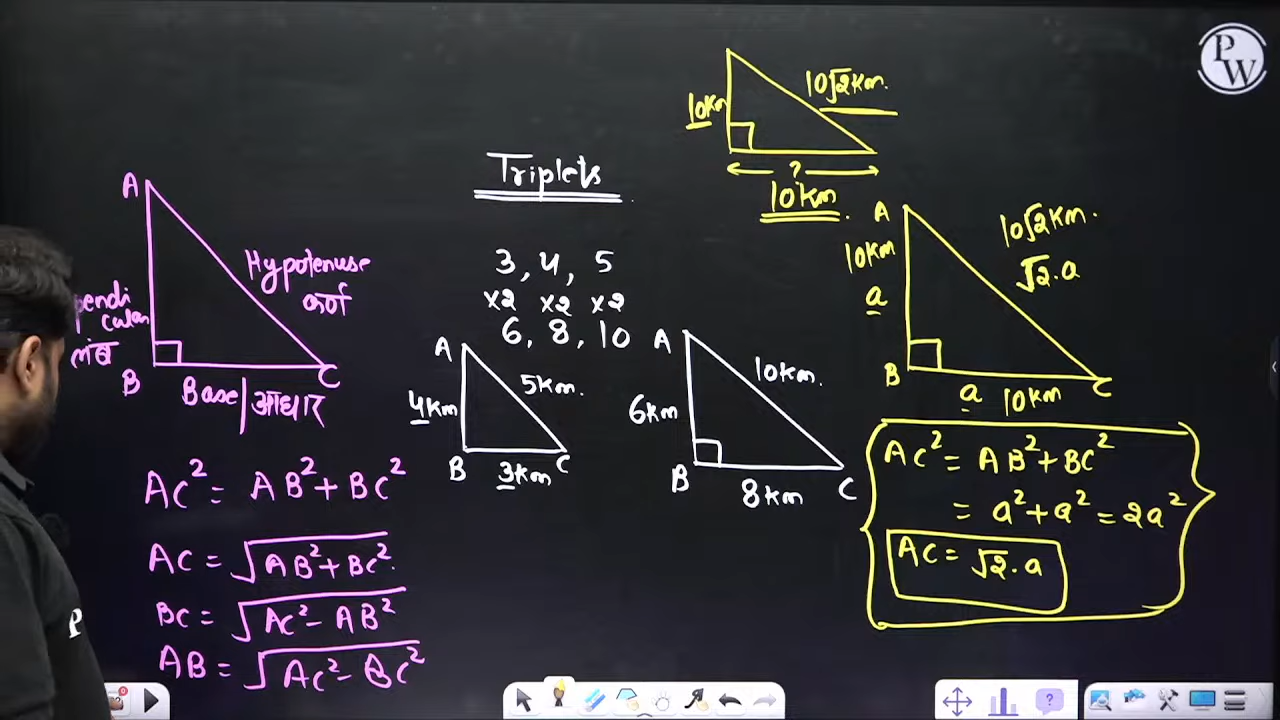 PW
10km
10√2km.
?
10km
Triplets
A
Hypotenuse
कर्ण
pendi
cular
लंब
B
Base/आधार
C
AC² = AB² + BC²
AC = √AB² + BC²
BC = √AC² - AB²
AB = √AC² - BC²
3, 4, 5
×2 ×2 ×2
6, 8, 10
A
4km
5km.
B
3km
C
A
6km
10km.
B
8km
C
A
10km
a
10√2km.
√2.a
B
a 10km
C
AC² = AB² + BC²
= a² + a² = 2a²
AC = √2.a
P